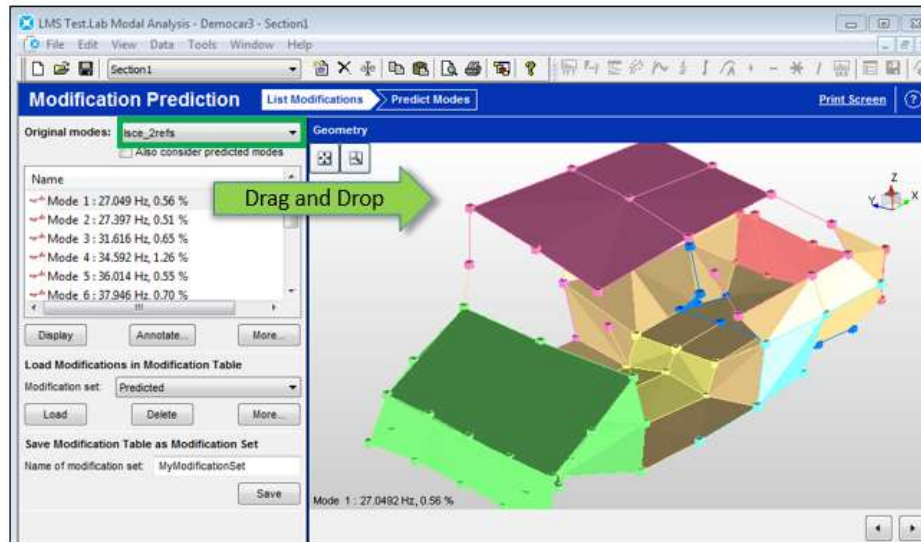 LMS Test.Lab Modal Analysis - Democar3 - Section1
File Edit View Data Tools Window Help
Section1
Modification Prediction List Modifications Predict Modes Print Screen
Original modes: lsce_2refs
Also consider predicted modes
Geometry
Name
Mode 1 : 27.049 Hz, 0.56 %
Mode 2 : 27.397 Hz, 0.51 %
Mode 3 : 31.616 Hz, 0.65 %
Mode 4 : 34.592 Hz, 1.26 %
Mode 5 : 36.014 Hz, 0.55 %
Mode 6 : 37.946 Hz, 0.70 %
Drag and Drop
Z
Y X
Display Annotate... More...
Load Modifications in Modification Table
Modification set: Predicted
Load Delete More...
Save Modification Table as Modification Set
Name of modification set: MyModificationSet
Save
Mode 1 : 27.0492 Hz, 0.56 %